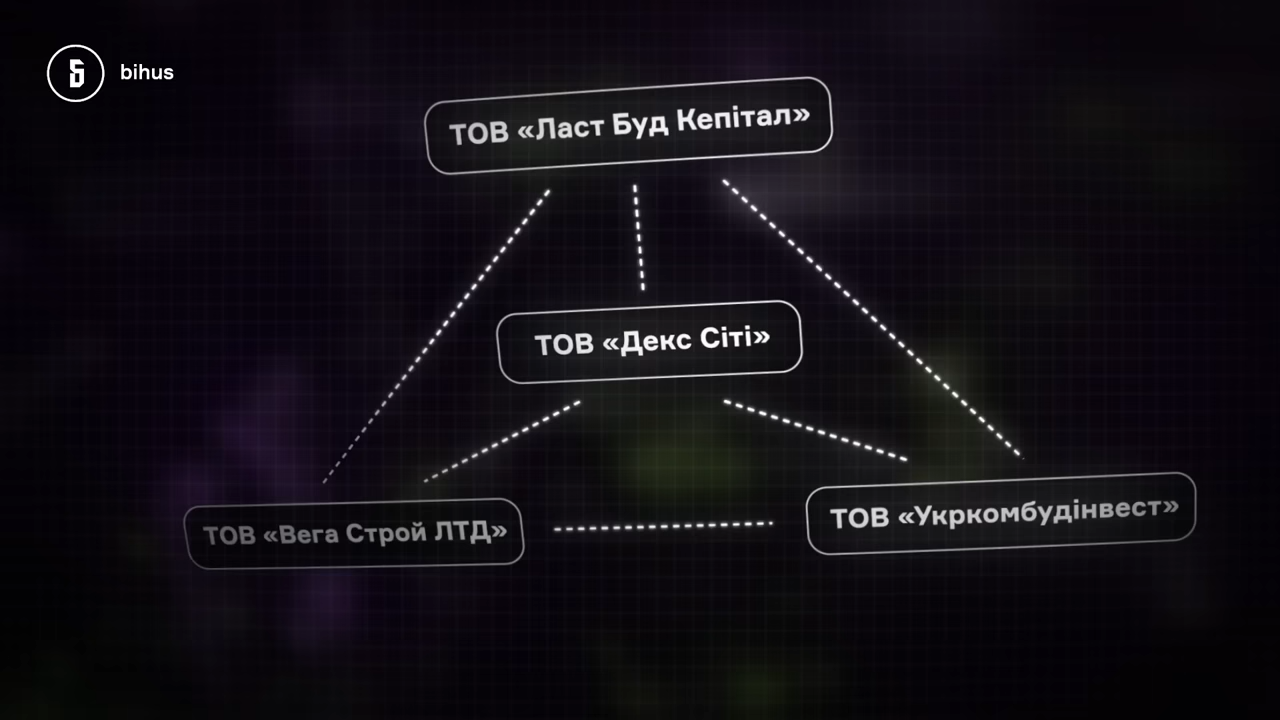 bihus
ТОВ «Ласт Буд Кепітал»
ТОВ «Декс Сіті»
ТОВ «Вега Строй ЛТД»
ТОВ «Укркомбудінвест»